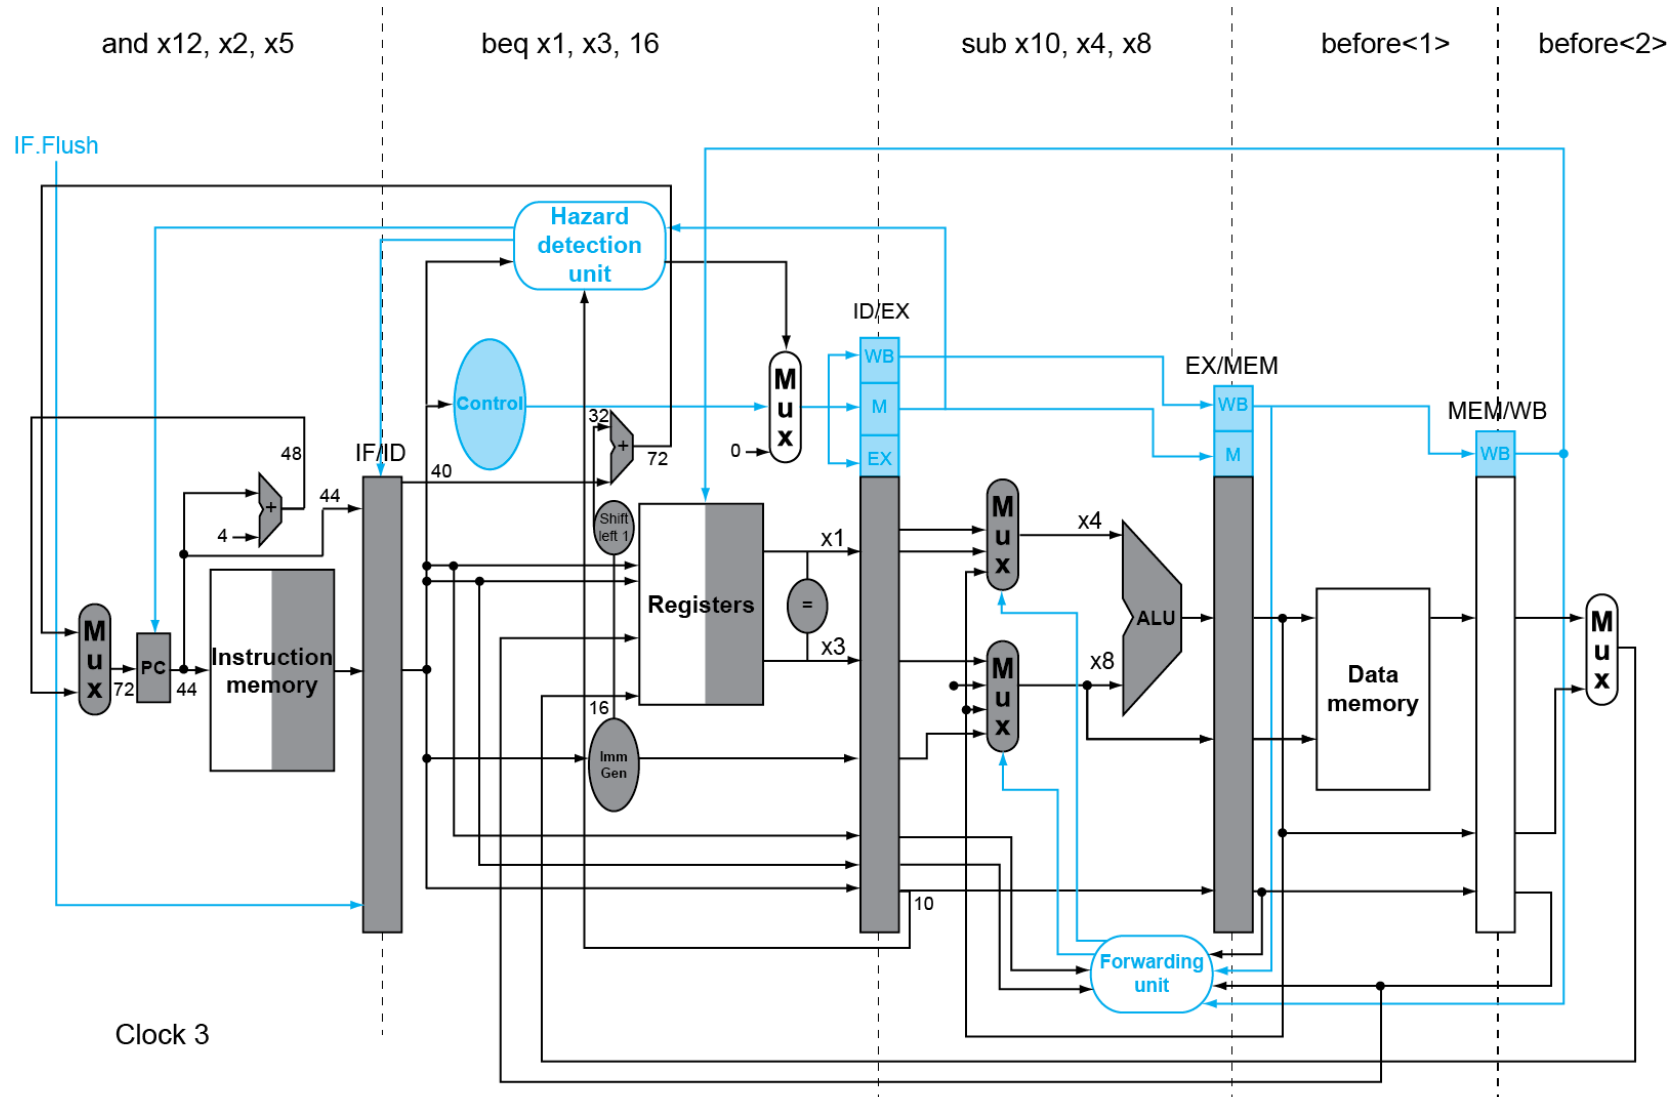 and x12, x2, x5
beq x1, x3, 16
sub x10, x4, x8
before<1>
before<2>
IF.Flush
Hazard
detection
unit
ID/EX
WB
Control
M
u
x
M
EX/MEM
WB
32
+
72
0
EX
M
MEM/WB
WB
48
IF/ID
40
44
+
4
Shift
left 1
M
u
x
x4
x1
Registers
=
ALU
M
u
x
PC
72
44
Instruction
memory
x3
16
Imm
Gen
M
u
x
x8
Data
memory
M
u
x
10
Forwarding
unit
Clock 3